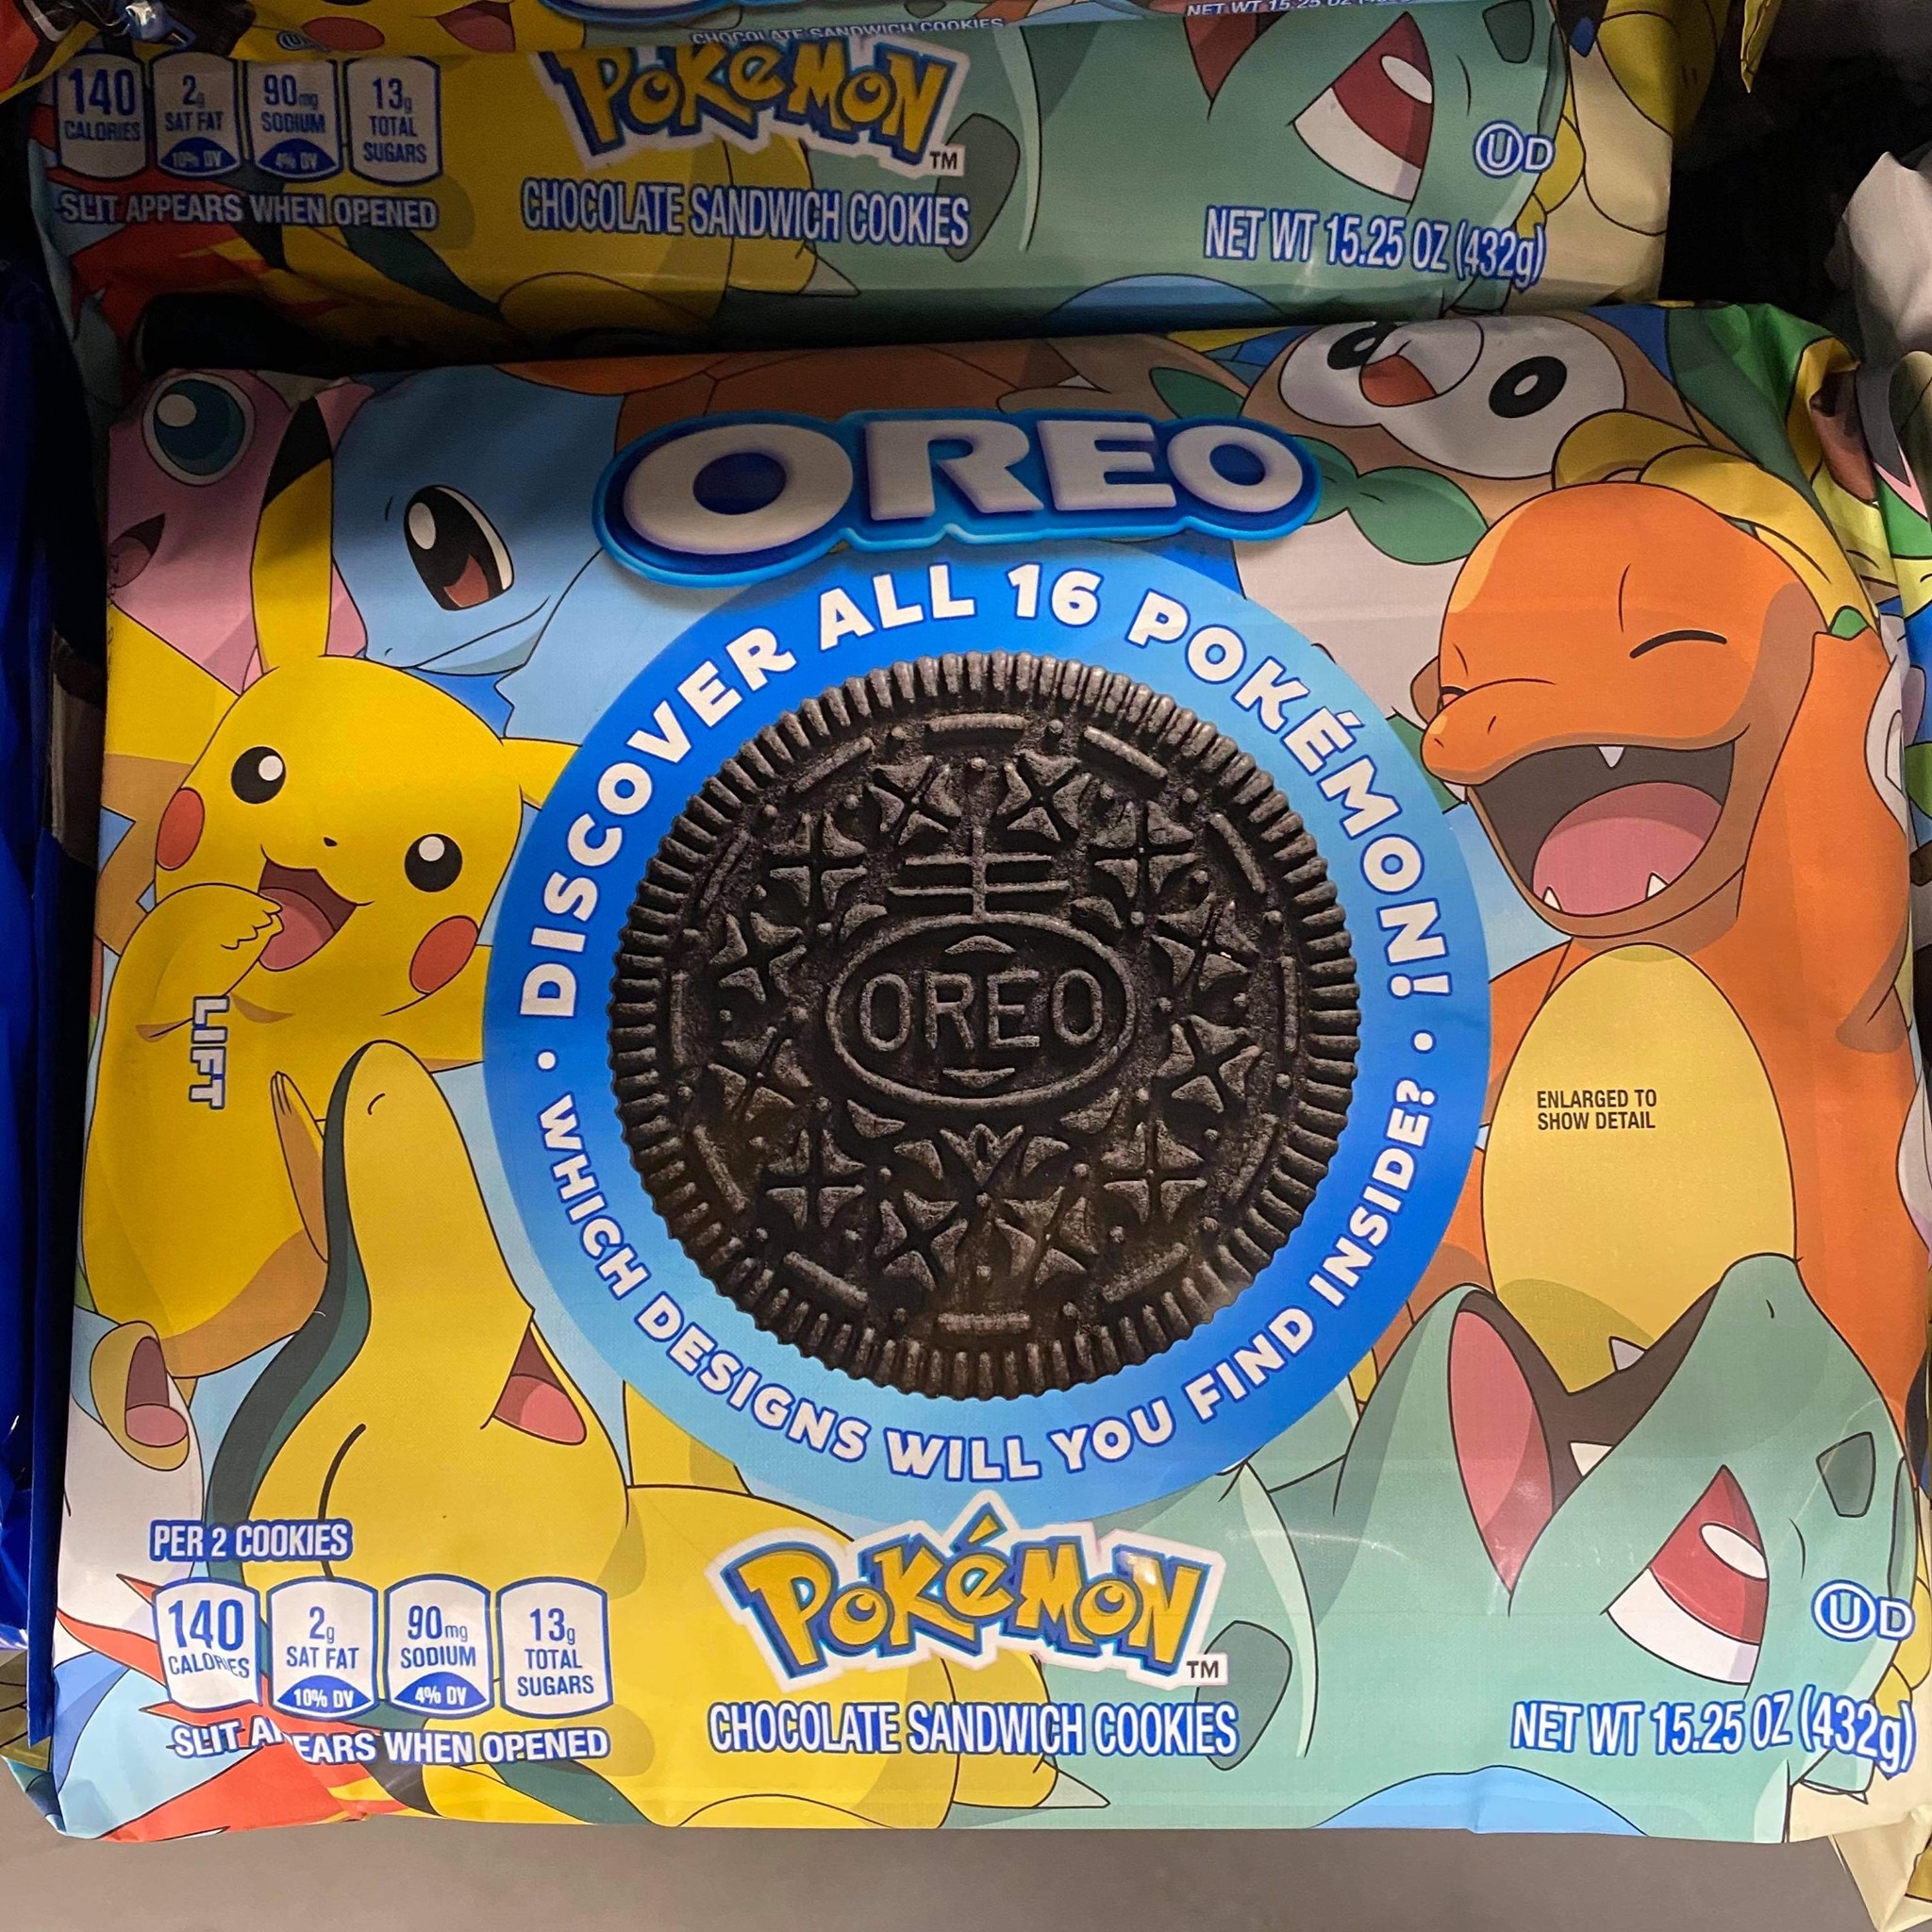 CHOCOLATE SANDWICH COOKIES
NET WT 15.25 OZ
140 CALORIES
2g SAT FAT 10% DV
90mg SODIUM 4% DV
13g TOTAL SUGARS
SLIT APPEARS WHEN OPENED
POKéMON TM
CHOCOLATE SANDWICH COOKIES
U D
NET WT 15.25 OZ (432g)
OREO
• DISCOVER ALL 16 POKÉMON! •
OREO
WHICH DESIGNS WILL YOU FIND INSIDE?
LIFT
ENLARGED TO
SHOW DETAIL
PER 2 COOKIES
140 CALORIES
2g SAT FAT 10% DV
90mg SODIUM 4% DV
13g TOTAL SUGARS
SLIT APPEARS WHEN OPENED
POKéMON TM
CHOCOLATE SANDWICH COOKIES
U D
NET WT 15.25 OZ (432g)